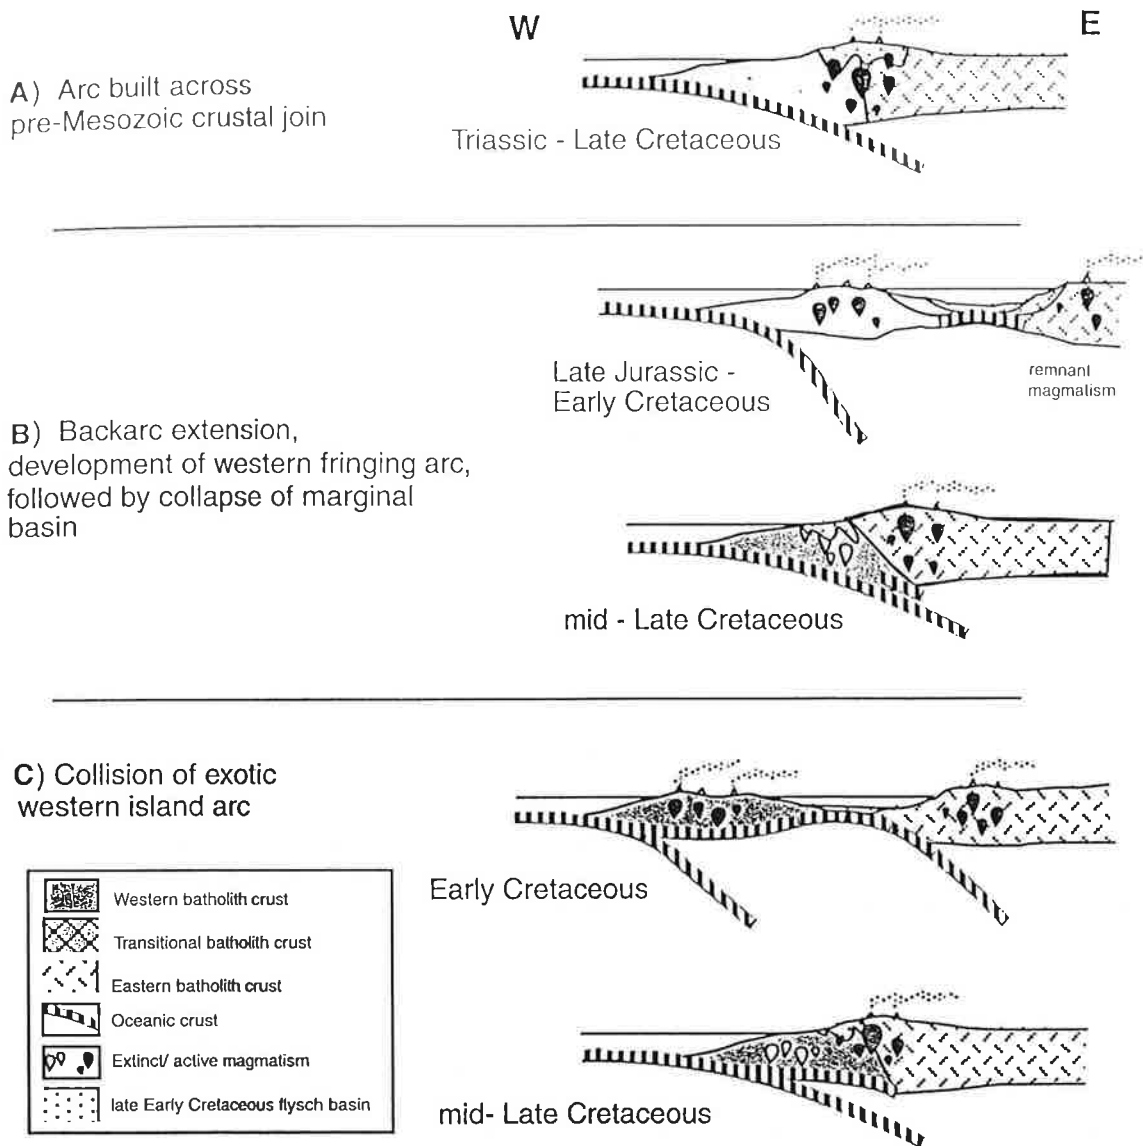 W
E
A) Arc built across
pre-Mesozoic crustal join
Triassic - Late Cretaceous
Late Jurassic -
Early Cretaceous
remnant
magmatism
B) Backarc extension,
development of western fringing arc,
followed by collapse of marginal
basin
mid - Late Cretaceous
C) Collision of exotic
western island arc
Early Cretaceous
Western batholith crust
Transitional batholith crust
Eastern batholith crust
Oceanic crust
Extinct/ active magmatism
late Early Cretaceous flysch basin
mid- Late Cretaceous